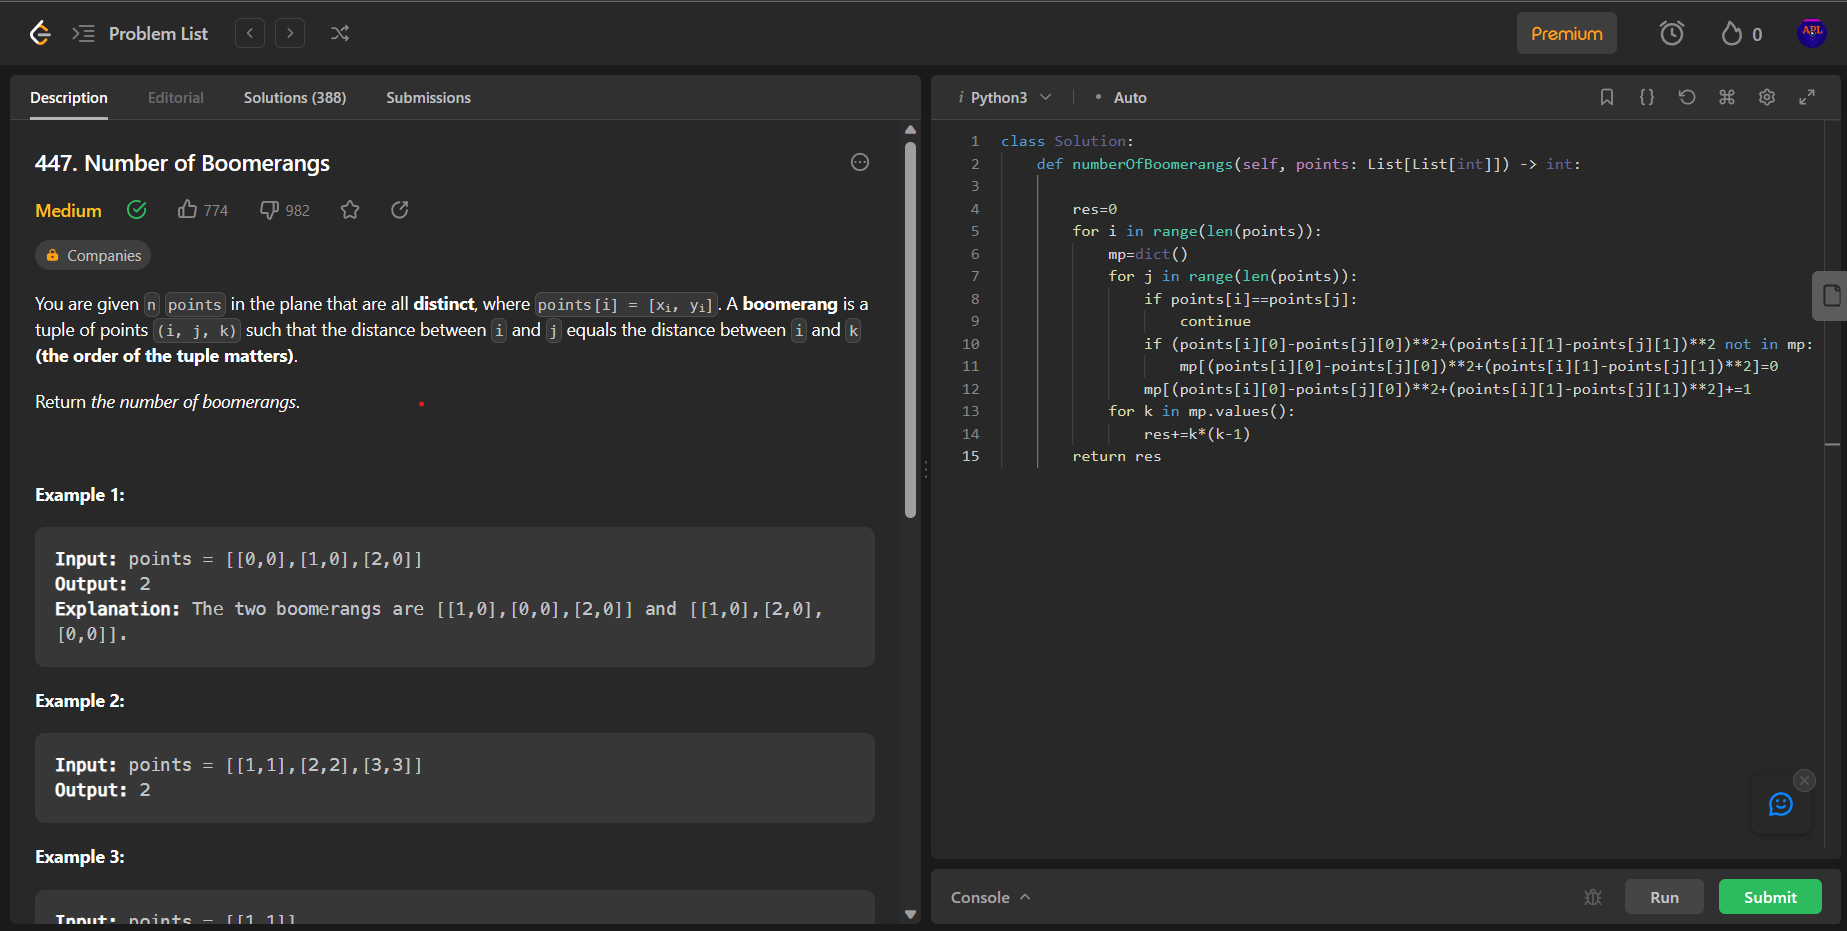 Problem List
Premium
0
APL
Description Editorial Solutions (388) Submissions
447. Number of Boomerangs
Medium 774 982
Companies
You are given n points in the plane that are all distinct, where points[i] = [xi, yi]. A boomerang is a
tuple of points (i, j, k) such that the distance between i and j equals the distance between i and k
(the order of the tuple matters).
Return the number of boomerangs.
Example 1:
Input: points = [[0,0],[1,0],[2,0]]
Output: 2
Explanation: The two boomerangs are [[1,0],[0,0],[2,0]] and [[1,0],[2,0],
[0,0]].
Example 2:
Input: points = [[1,1],[2,2],[3,3]]
Output: 2
Example 3:
Input: points = [[1,1]]
i Python3 • Auto
1 class Solution:
2     def numberOfBoomerangs(self, points: List[List[int]]) -> int:
3
4         res=0
5         for i in range(len(points)):
6             mp=dict()
7             for j in range(len(points)):
8                 if points[i]==points[j]:
9                     continue
10                 if (points[i][0]-points[j][0])**2+(points[i][1]-points[j][1])**2 not in mp:
11                     mp[(points[i][0]-points[j][0])**2+(points[i][1]-points[j][1])**2]=0
12                 mp[(points[i][0]-points[j][0])**2+(points[i][1]-points[j][1])**2]+=1
13             for k in mp.values():
14                 res+=k*(k-1)
15         return res
Console Run Submit